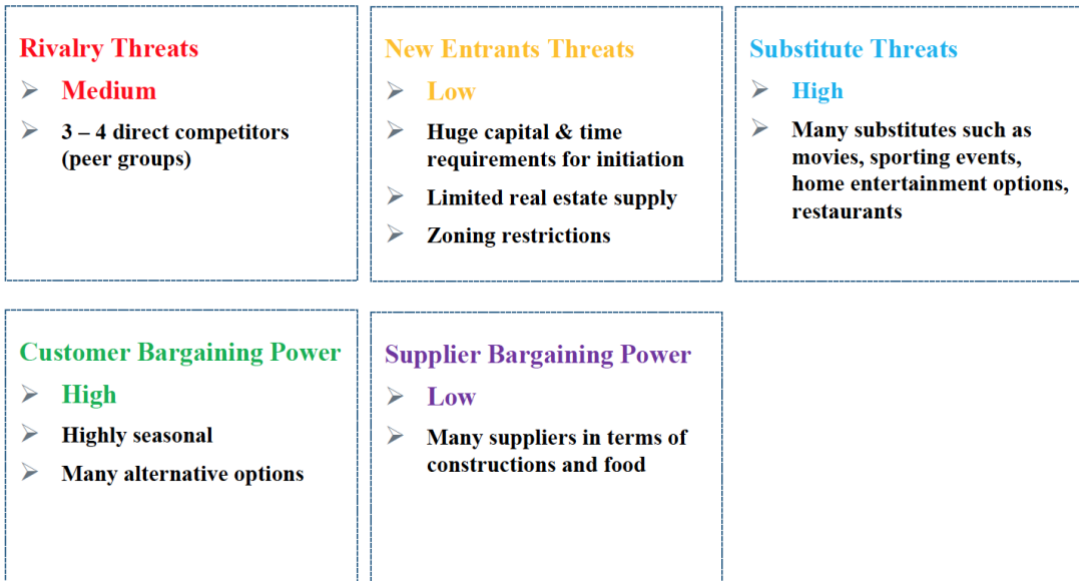 Rivalry Threats
Medium
3 – 4 direct competitors
(peer groups)
New Entrants Threats
Low
Huge capital & time
requirements for initiation
Limited real estate supply
Zoning restrictions
Substitute Threats
High
Many substitutes such as
movies, sporting events,
home entertainment options,
restaurants
Customer Bargaining Power
High
Highly seasonal
Many alternative options
Supplier Bargaining Power
Low
Many suppliers in terms of
constructions and food